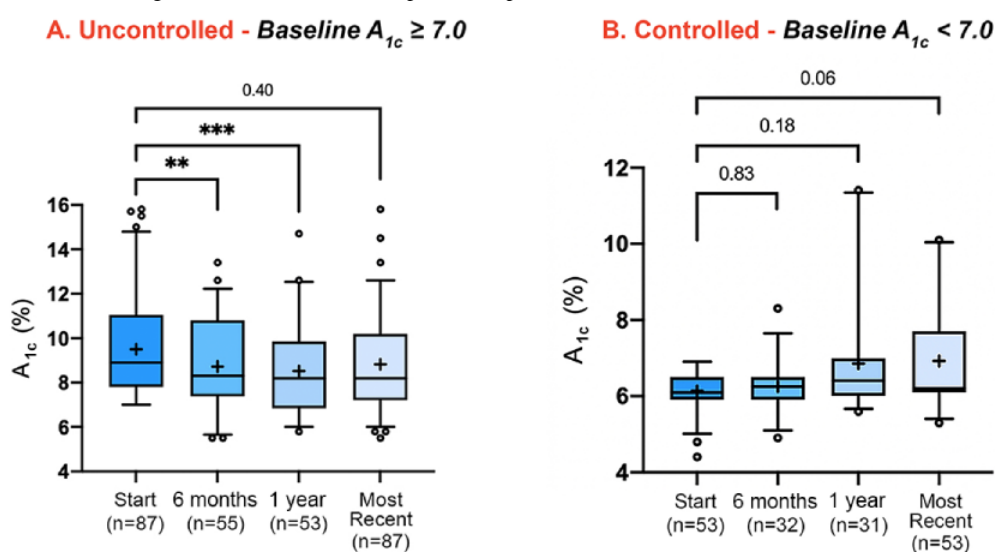 A. Uncontrolled - Baseline A1c ≥ 7.0
0.40
***
**
16
14
12
10
8
6
4
A1c (%)
Start
(n=87)
6 months
(n=55)
1 year
(n=53)
Most
Recent
(n=87)
B. Controlled - Baseline A1c < 7.0
0.06
0.18
0.83
12
10
8
6
4
A1c (%)
Start
(n=53)
6 months
(n=32)
1 year
(n=31)
Most
Recent
(n=53)